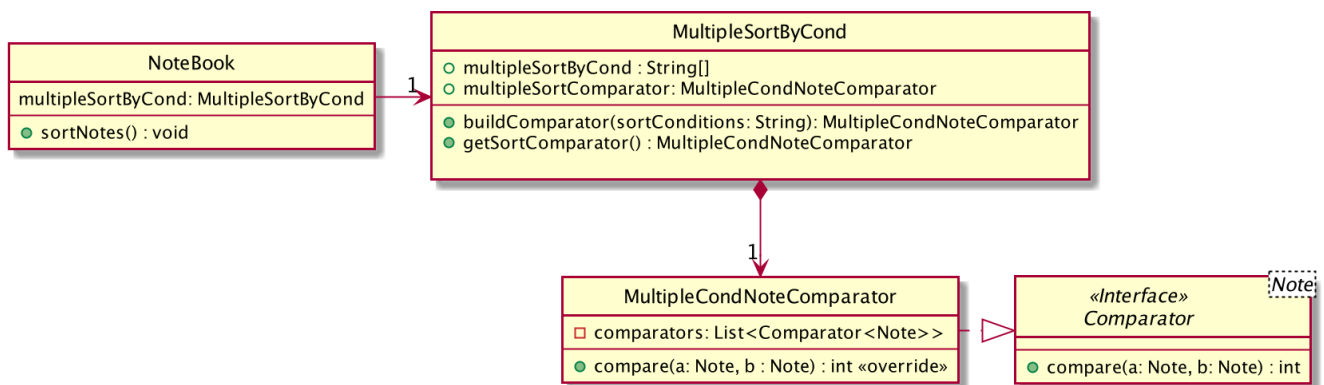 NoteBook
multipleSortByCond: MultipleSortByCond
sortNotes() : void
1
MultipleSortByCond
multipleSortByCond : String[]
multipleSortComparator: MultipleCondNoteComparator
buildComparator(sortConditions: String): MultipleCondNoteComparator
getSortComparator() : MultipleCondNoteComparator
1
MultipleCondNoteComparator
comparators: List<Comparator<Note>>
compare(a: Note, b : Note) : int «override»
Note
«Interface»
Comparator
compare(a: Note, b: Note) : int